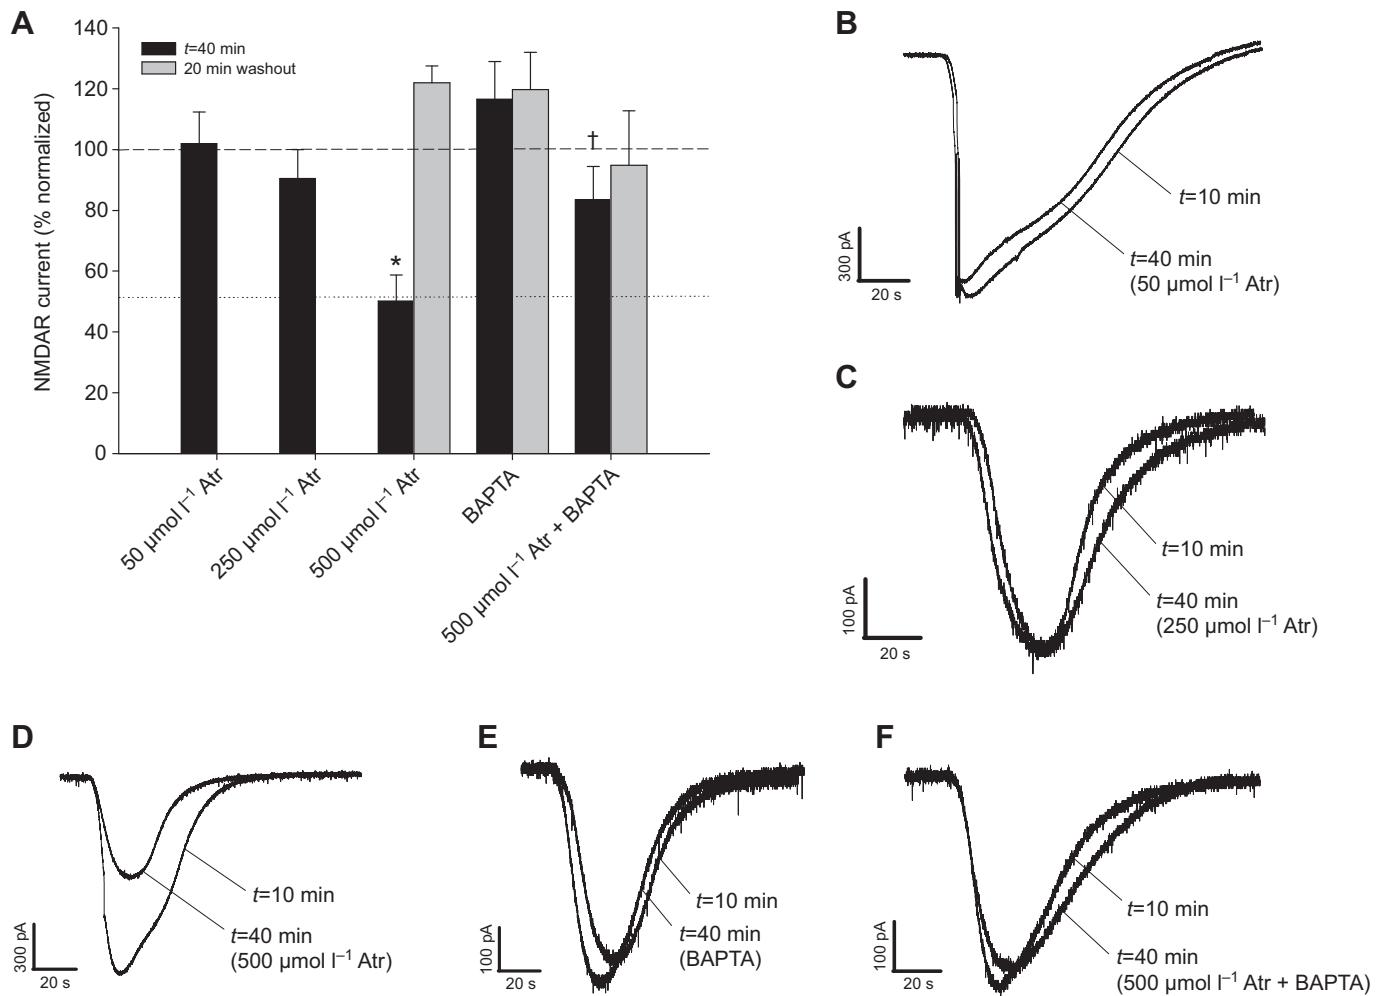 A
NMDAR current (% normalized)
140
120
100
80
60
40
20
0
t=40 min
20 min washout
*
†
50 µmol l⁻¹ Atr
250 µmol l⁻¹ Atr
500 µmol l⁻¹ Atr
BAPTA
500 µmol l⁻¹ Atr + BAPTA
B
t=10 min
t=40 min
(50 µmol l⁻¹ Atr)
300 pA
20 s
C
t=10 min
t=40 min
(250 µmol l⁻¹ Atr)
100 pA
20 s
D
t=10 min
t=40 min
(500 µmol l⁻¹ Atr)
300 pA
20 s
E
t=10 min
t=40 min
(BAPTA)
100 pA
20 s
F
t=10 min
t=40 min
(500 µmol l⁻¹ Atr + BAPTA)
100 pA
20 s